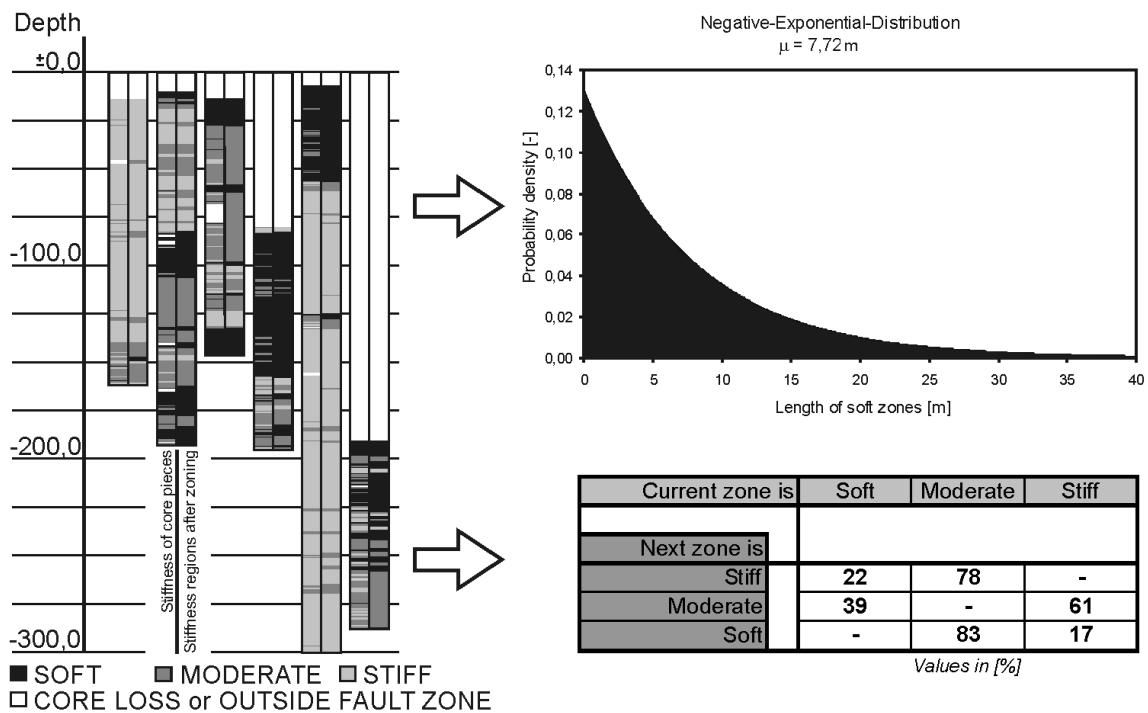 Depth
±0,0
-100,0
-200,0
-300,0
Stiffness of core pieces
Stiffness regions after zoning
SOFT MODERATE STIFF
CORE LOSS or OUTSIDE FAULT ZONE
Negative-Exponential-Distribution
μ = 7,72 m
Probability density [-]
0,14
0,12
0,10
0,08
0,06
0,04
0,02
0,00
0 5 10 15 20 25 30 35 40
Length of soft zones [m]
Current zone is Soft Moderate Stiff
Next zone is
Stiff 22 78 -
Moderate 39 - 61
Soft - 83 17
Values in [%]